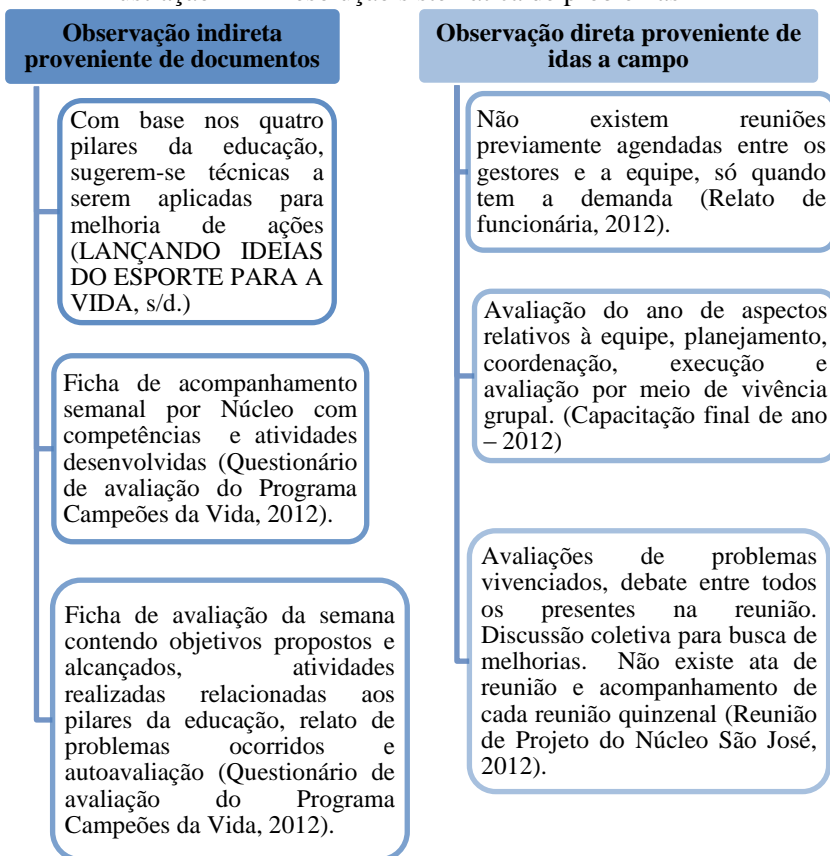 Observação indireta
proveniente de documentos
Com base nos quatro
pilares da educação,
sugerem-se técnicas a
serem aplicadas para
melhoria de ações
(LANÇANDO IDEIAS
DO ESPORTE PARA A
VIDA, s/d.)
Ficha de acompanhamento
semanal por Núcleo com
competências e atividades
desenvolvidas (Questionário
de avaliação do Programa
Campeões da Vida, 2012).
Ficha de avaliação da semana
contendo objetivos propostos e
alcançados, atividades
realizadas relacionadas aos
pilares da educação, relato de
problemas ocorridos e
autoavaliação (Questionário de
avaliação do Programa
Campeões da Vida, 2012).
Observação direta proveniente de
idas a campo
Não existem reuniões
previamente agendadas entre os
gestores e a equipe, só quando
tem a demanda (Relato de
funcionária, 2012).
Avaliação do ano de aspectos
relativos à equipe, planejamento,
coordenação, execução e
avaliação por meio de vivência
grupal. (Capacitação final de ano
– 2012)
Avaliações de problemas
vivenciados, debate entre todos
os presentes na reunião.
Discussão coletiva para busca de
melhorias. Não existe ata de
reunião e acompanhamento de
cada reunião quinzenal (Reunião
de Projeto do Núcleo São José,
2012).